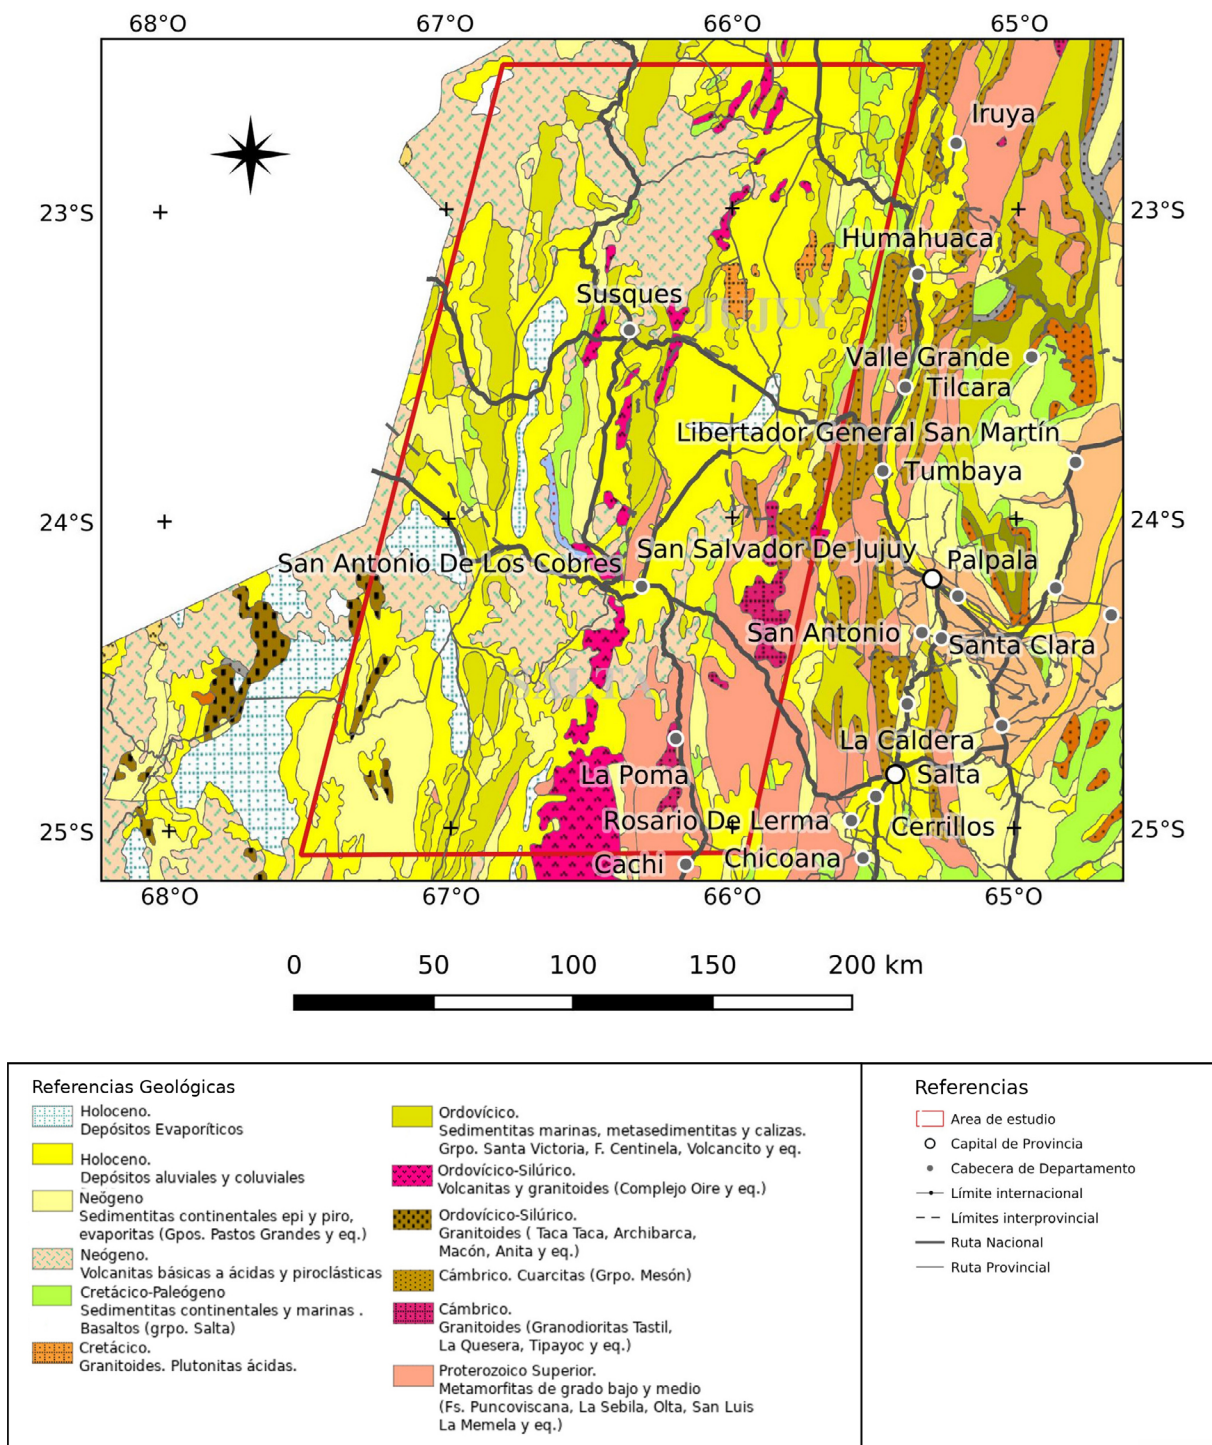 68°O 67°O 66°O 65°O
Iruya
23°S 23°S
Humahuaca
Susques
JUJUY
Valle Grande
Tilcara
Libertador General San Martín
Tumbaya
24°S 24°S
San Antonio De Los Cobres
San Salvador De Jujuy
Palpala
San Antonio
Santa Clara
SALTA
La Caldera
La Poma
Salta
Rosario De Lerma
Cerrillos
25°S 25°S
Cachi
Chicoana
68°O 67°O 66°O 65°O
0 50 100 150 200 km
Referencias Geológicas
Holoceno.
Depósitos Evaporíticos
Holoceno.
Depósitos aluviales y coluviales
Neógeno
Sedimentitas continentales epi y piro,
evaporitas (Gpos. Pastos Grandes y eq.)
Neógeno.
Volcanitas básicas a ácidas y piroclásticas
Cretácico-Paleógeno
Sedimentitas continentales y marinas .
Basaltos (grpo. Salta)
Cretácico.
Granitoides. Plutonitas ácidas.
Ordovícico.
Sedimentitas marinas, metasedimentitas y calizas.
Grpo. Santa Victoria, F. Centinela, Volcancito y eq.
Ordovícico-Silúrico.
Volcanitas y granitoides (Complejo Oire y eq.)
Ordovícico-Silúrico.
Granitoides ( Taca Taca, Archibarca,
Macón, Anita y eq.)
Cámbrico. Cuarcitas (Grpo. Mesón)
Cámbrico.
Granitoides (Granodioritas Tastil,
La Quesera, Tipayoc y eq.)
Proterozoico Superior.
Metamorfitas de grado bajo y medio
(Fs. Puncoviscana, La Sebila, Olta, San Luis
La Memela y eq.)
Referencias
Area de estudio
Capital de Provincia
Cabecera de Departamento
Límite internacional
Límites interprovincial
Ruta Nacional
Ruta Provincial